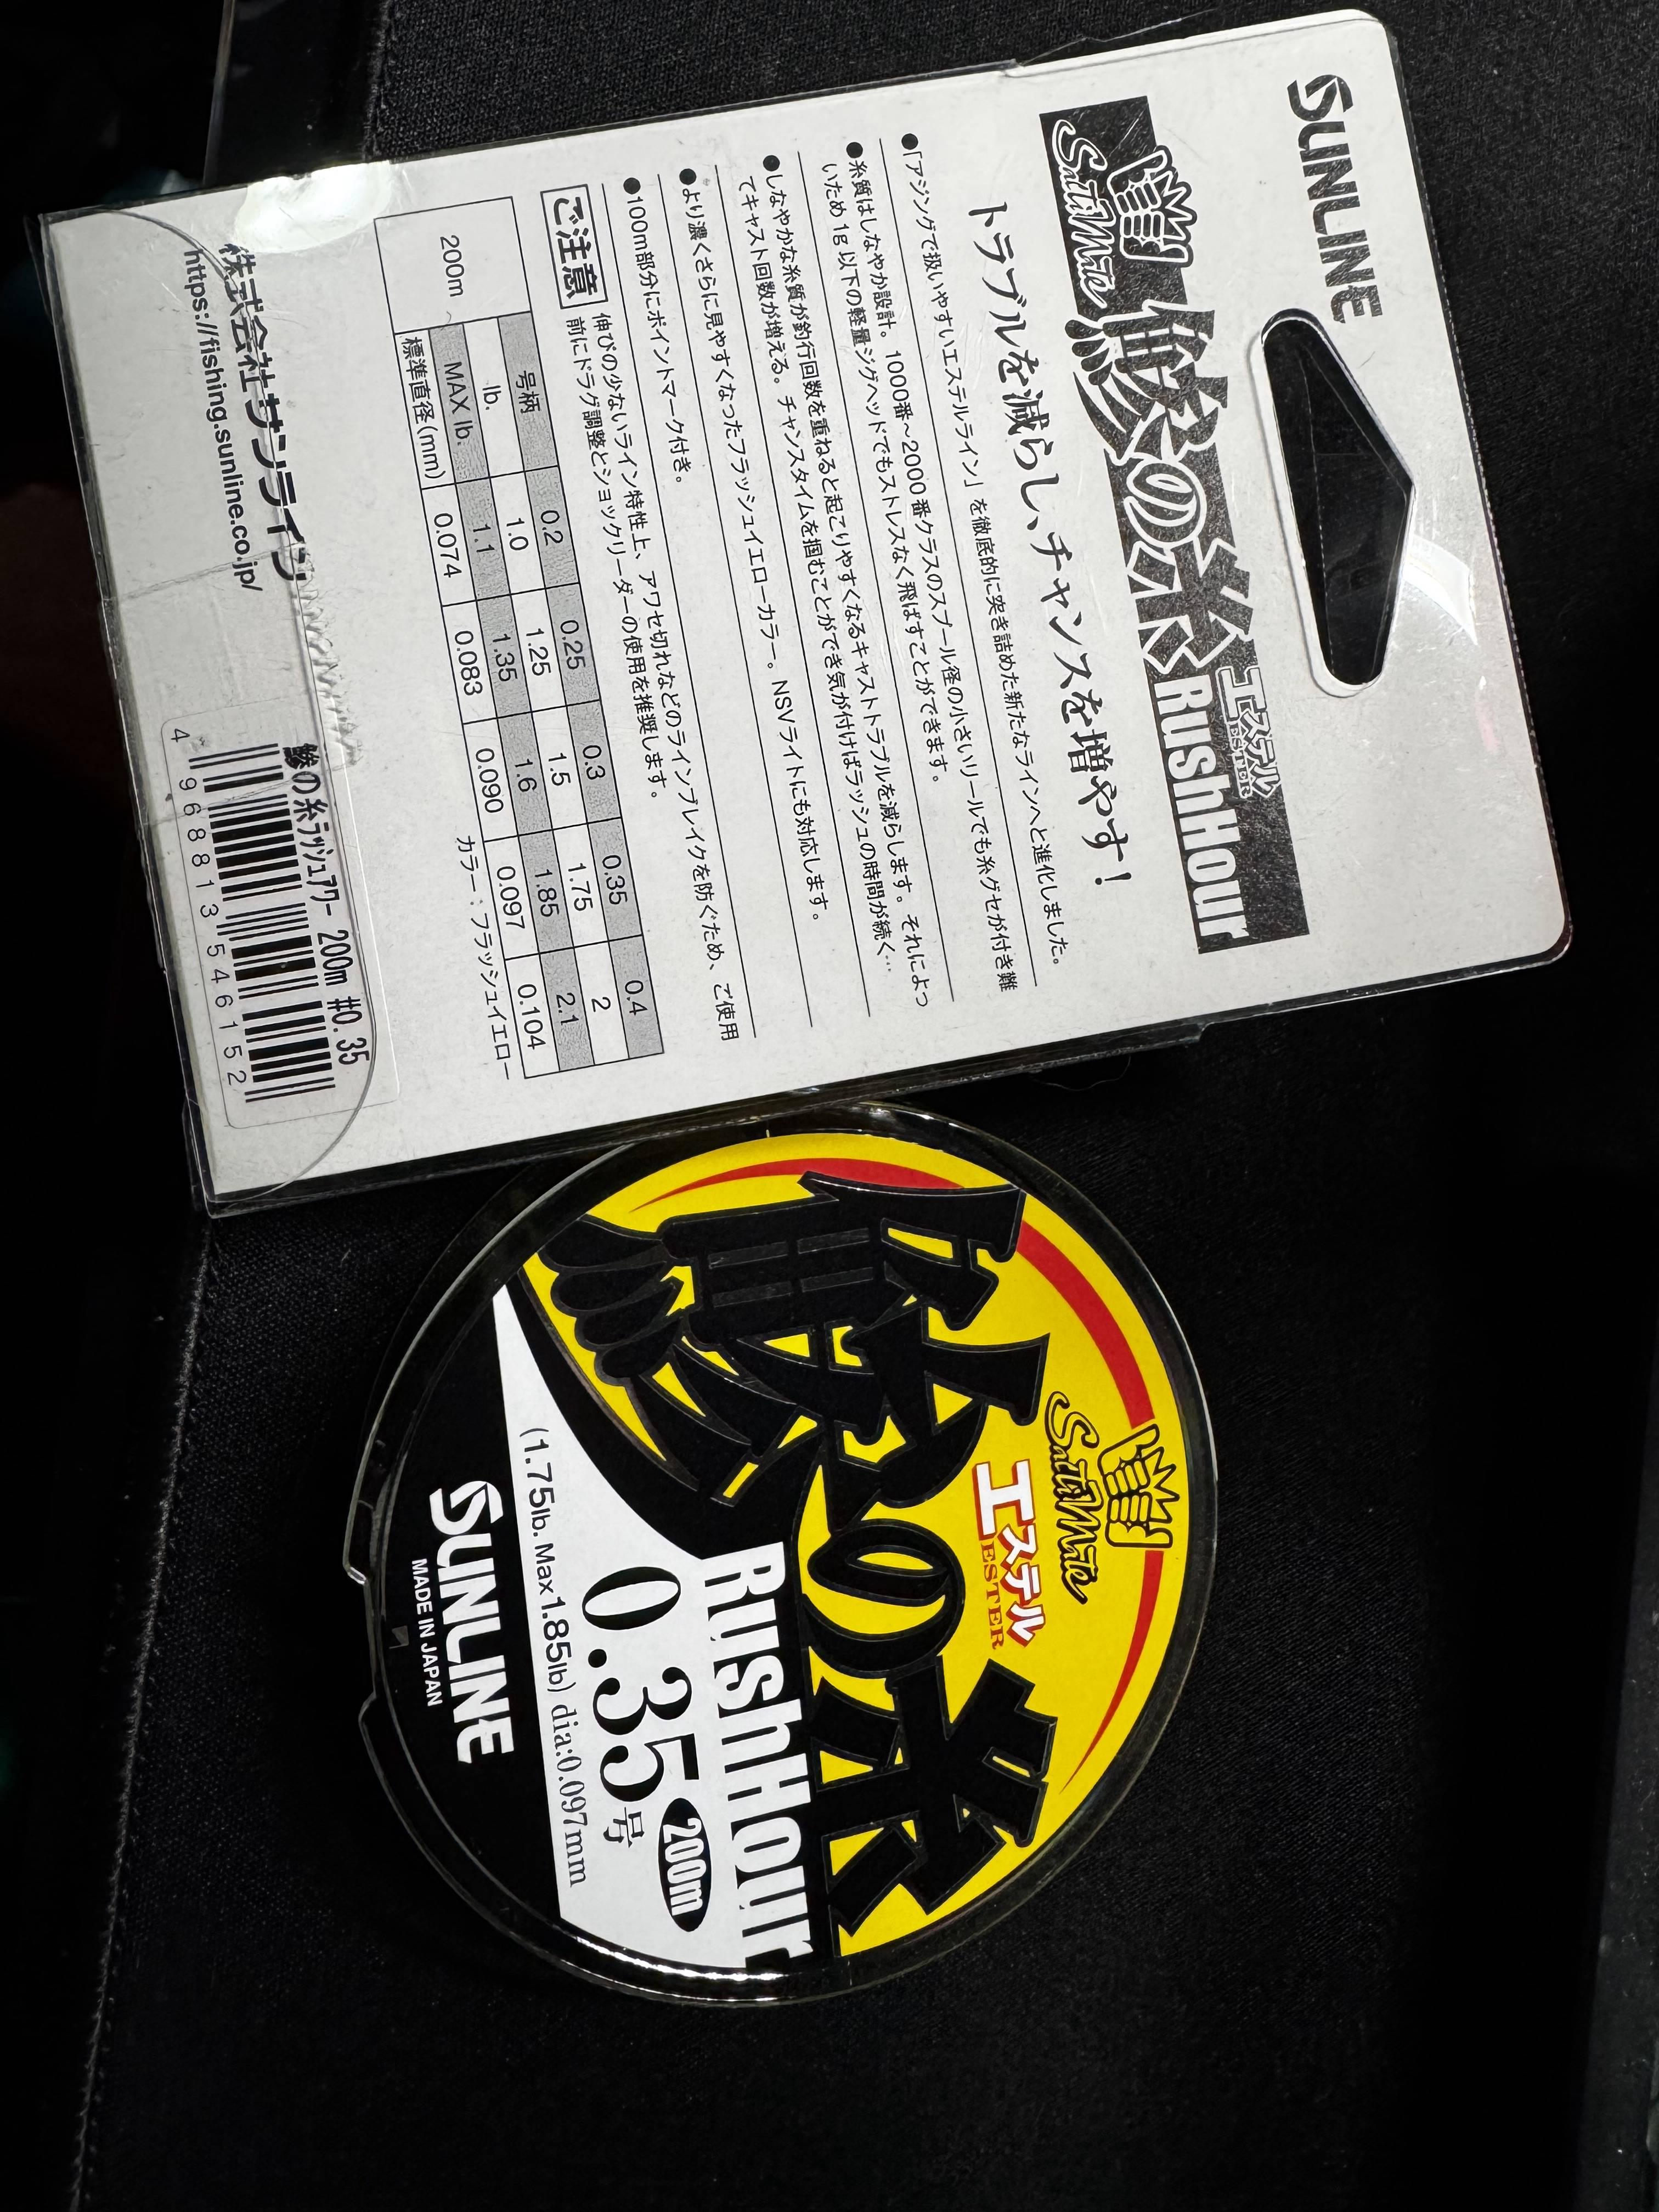 SUNLINE
SaltiMate
鯵の糸
エステル
ESTER
RushHour
トラブルを減らし、チャンスを増やす!
●「アジングで扱いやすいエステルライン」を徹底的に突き詰めた新たなラインへと進化しました。
●糸質はしなやか設計。1000番～2000番クラスのスプール径の小さいリールでも糸グセが付き難
いため1g以下の軽量ジグヘッドでもストレスなく飛ばすことができます。
●しなやかな糸質が釣行回数を重ねると起こりやすくなるキャストトラブルを減らします。それによっ
てキャスト回数が増える。チャンスタイムを掴むことができ気が付けばラッシュの時間が続く…
●より濃くさらに見やすくなったフラッシュイエローカラー。NSVライトにも対応します。
●100m部分にポイントマーク付き。
ご注意
伸びの少ないライン特性上、アワセ切れなどのラインブレイクを防ぐため、ご使用
前にドラグ調整とショックリーダーの使用を推奨します。
200m
号柄 0.2 0.25 0.3 0.35 0.4
lb. 1.0 1.25 1.5 1.75 2
MAX lb. 1.1 1.35 1.6 1.85 2.1
標準直径(mm) 0.074 0.083 0.090 0.097 0.104
カラー：フラッシュイエロー
株式会社サンライン
https://fishing.sunline.co.jp/
鯵の糸ﾗｯｼｭｱﾜｰ 200m #0.35
4 968813 546152
SaltiMate
エステル
ESTER
鯵の糸
RushHour
200m
0.35号
(1.75lb. Max1.85lb) dia:0.097mm
SUNLINE
MADE IN JAPAN